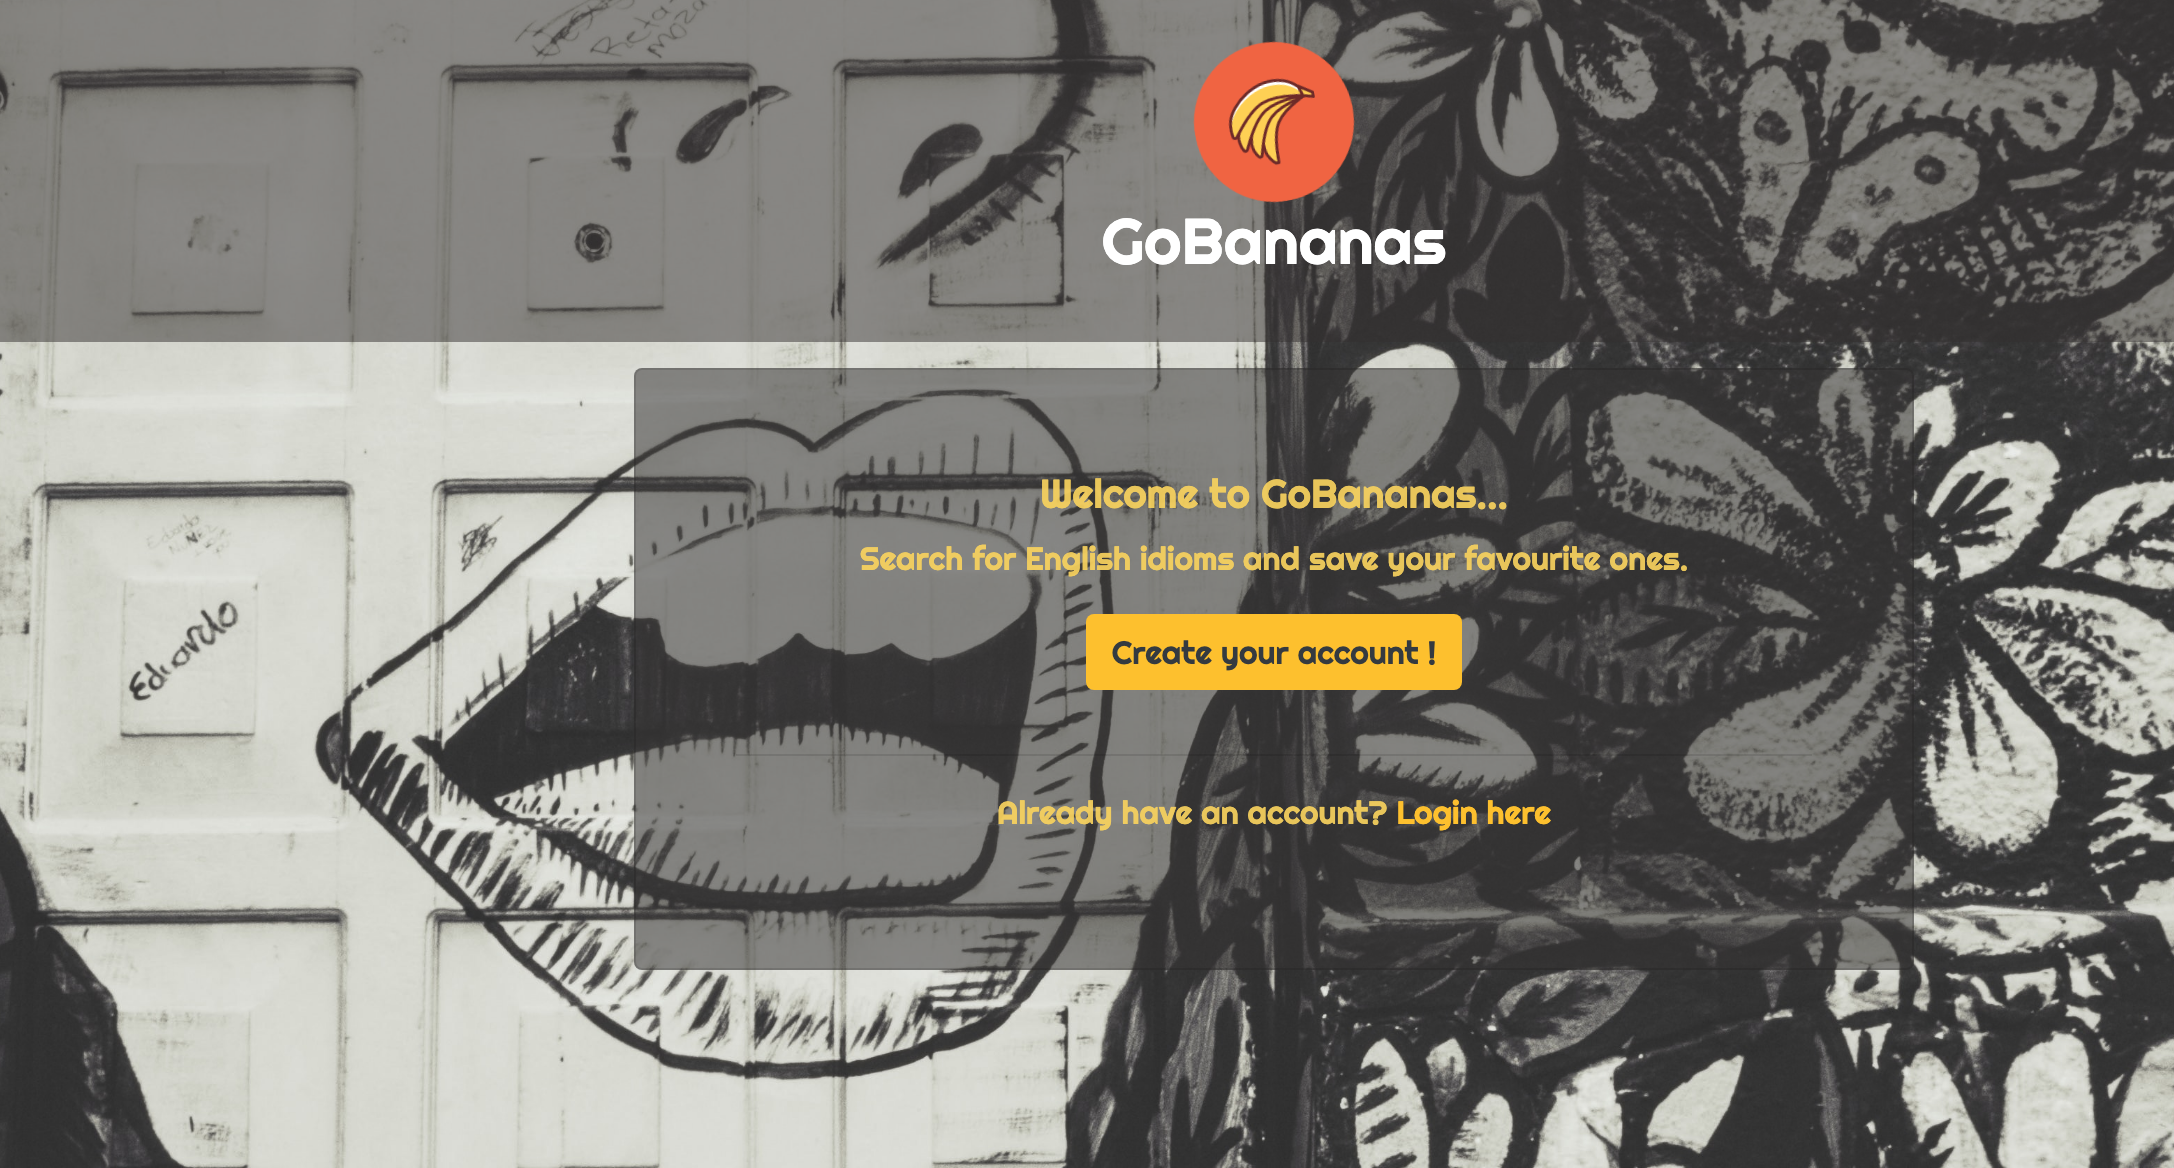 GoBananas
Welcome to GoBananas...
Search for English idioms and save your favourite ones.
Create your account !
Already have an account? Login here
Eduardo